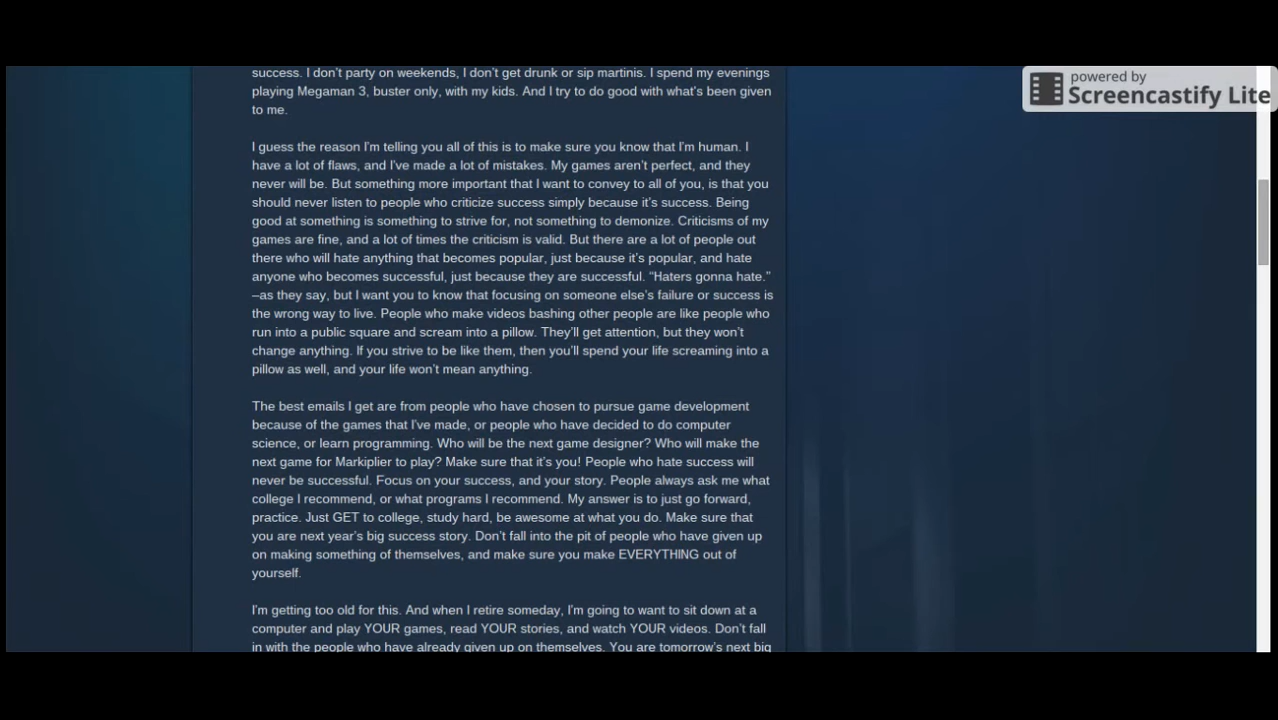 success. I don't party on weekends, I don't get drunk or sip martinis. I spend my evenings
playing Megaman 3, buster only, with my kids. And I try to do good with what's been given
to me.
I guess the reason I'm telling you all of this is to make sure you know that I'm human. I
have a lot of flaws, and I've made a lot of mistakes. My games aren't perfect, and they
never will be. But something more important that I want to convey to all of you, is that you
should never listen to people who criticize success simply because it's success. Being
good at something is something to strive for, not something to demonize. Criticisms of my
games are fine, and a lot of times the criticism is valid. But there are a lot of people out
there who will hate anything that becomes popular, just because it's popular, and hate
anyone who becomes successful, just because they are successful. “Haters gonna hate.”
–as they say, but I want you to know that focusing on someone else's failure or success is
the wrong way to live. People who make videos bashing other people are like people who
run into a public square and scream into a pillow. They'll get attention, but they won't
change anything. If you strive to be like them, then you'll spend your life screaming into a
pillow as well, and your life won't mean anything.
The best emails I get are from people who have chosen to pursue game development
because of the games that I've made, or people who have decided to do computer
science, or learn programming. Who will be the next game designer? Who will make the
next game for Markiplier to play? Make sure that it's you! People who hate success will
never be successful. Focus on your success, and your story. People always ask me what
college I recommend, or what programs I recommend. My answer is to just go forward,
practice. Just GET to college, study hard, be awesome at what you do. Make sure that
you are next year's big success story. Don't fall into the pit of people who have given up
on making something of themselves, and make sure you make EVERYTHING out of
yourself.
I'm getting too old for this. And when I retire someday, I'm going to want to sit down at a
computer and play YOUR games, read YOUR stories, and watch YOUR videos. Don't fall
in with the people who have already given up on themselves. You are tomorrow's next big
powered by
Screencastify Lite